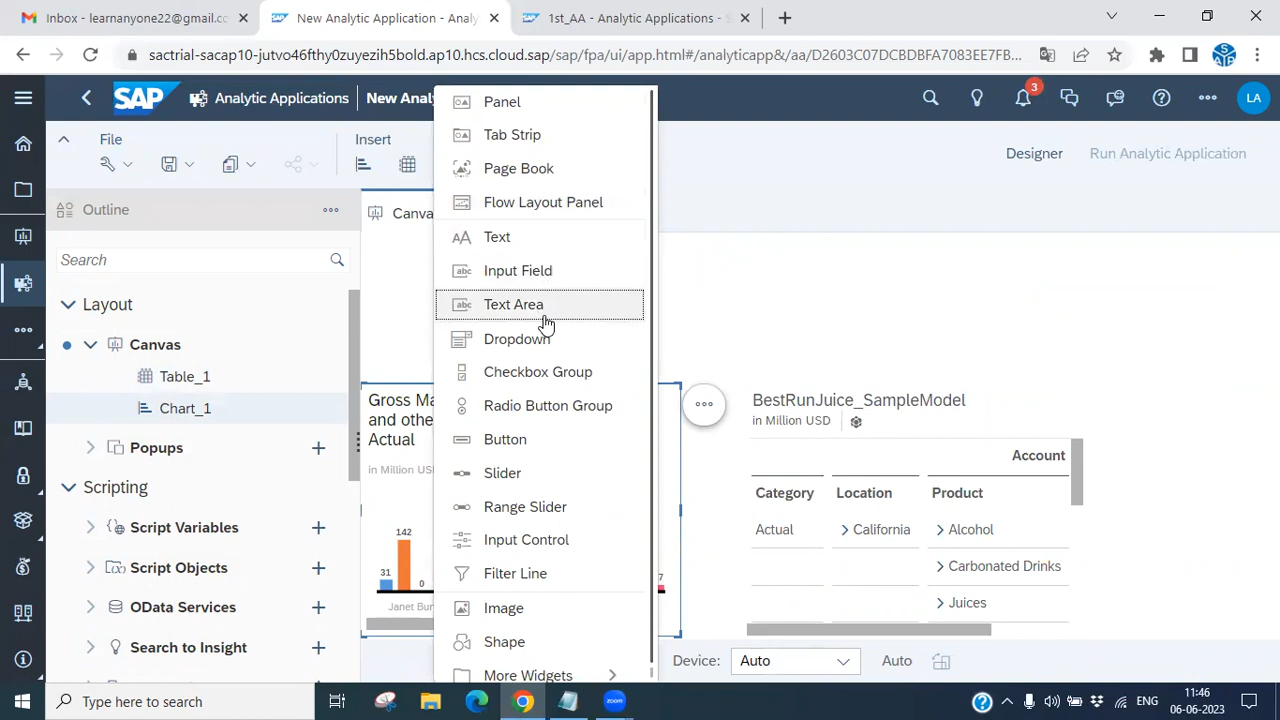 Inbox - learnanyone22@gmail.co
New Analytic Application - Analy
1st_AA - Analytic Applications -
sactrial-sacap10-jutvo46fthy0zuyezih5bold.ap10.hcs.cloud.sap/sap/fpa/ui/app.html#/analyticapp&/aa/D2603C07DCBDBFA7083EE7FB...
SAP
Analytic Applications
New Anal
3
LA
File
Insert
Designer
Run Analytic Application
Outline
Canva
Search
Layout
Canvas
Table_1
Chart_1
Popups
Scripting
Script Variables
Script Objects
OData Services
Search to Insight
Panel
Tab Strip
Page Book
Flow Layout Panel
Text
Input Field
Text Area
Dropdown
Checkbox Group
Radio Button Group
Button
Slider
Range Slider
Input Control
Filter Line
Image
Shape
More Widgets
Gross Ma
and othe
Actual
in Million USD
142
31
0
7
Janet Bur
BestRunJuice_SampleModel
in Million USD
Account
Category
Location
Product
Actual
California
Alcohol
Carbonated Drinks
Juices
Device:
Auto
Auto
Type here to search
zoom
ENG
11:46
06-06-2023